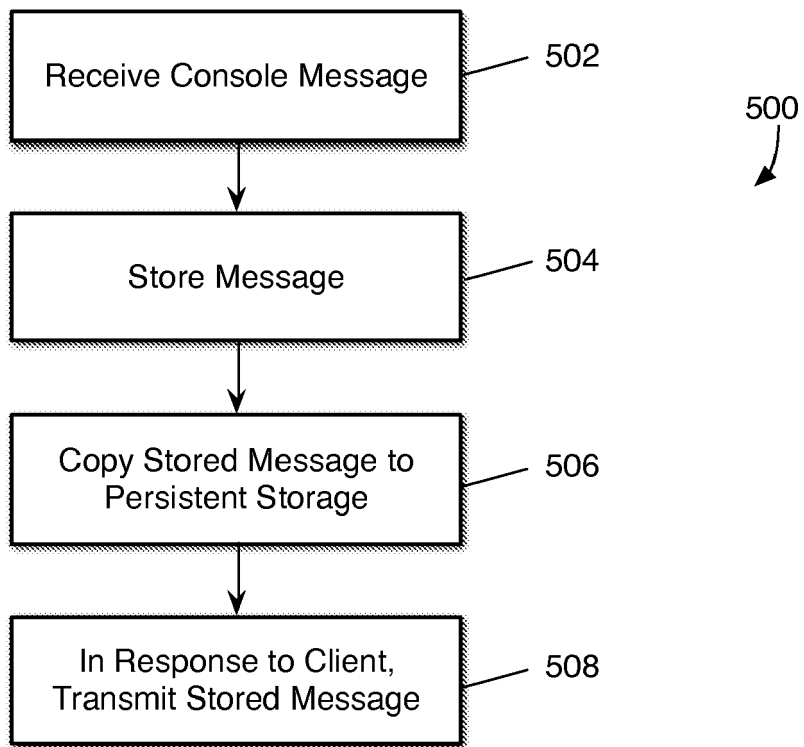 Receive Console Message
502
500
Store Message
504
Copy Stored Message to
Persistent Storage
506
In Response to Client,
Transmit Stored Message
508